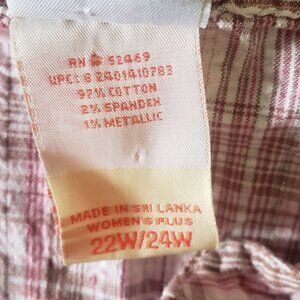 RN # 52469
UPC: 8 2401410783
97% COTTON
2% SPANDEX
1% METALLIC
MADE IN SRI LANKA
WOMEN'S PLUS
22W/24W